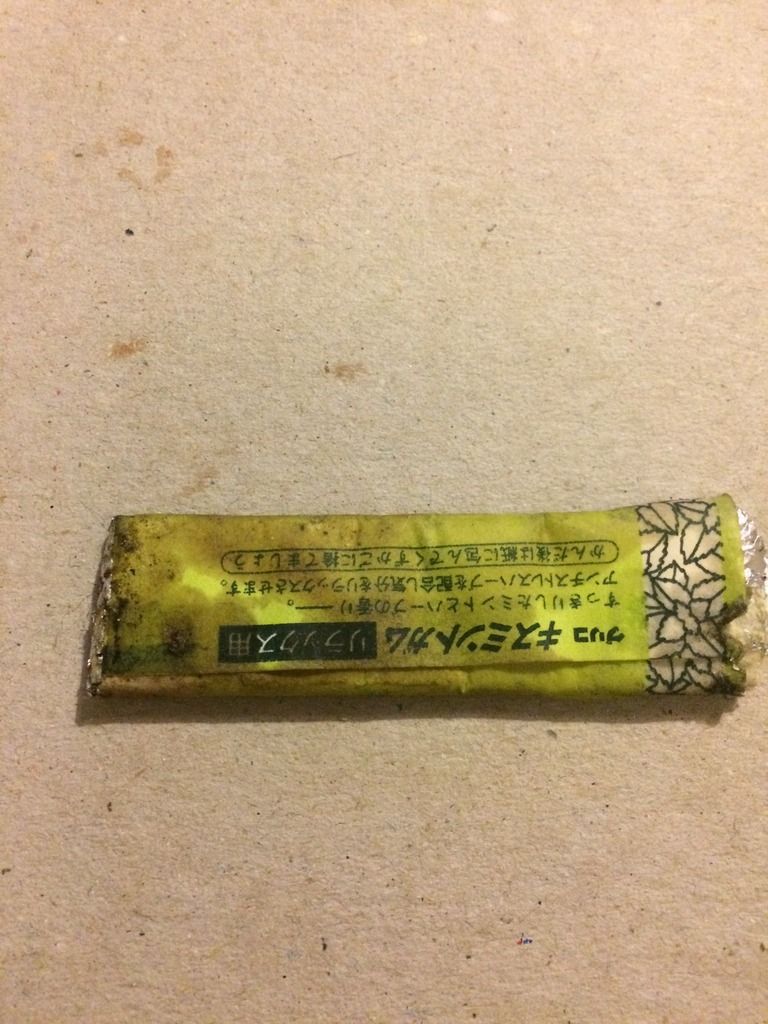 グリコ キスミントガム リラックス用
すっきりしたミントとハーブの香り――。
アンチストレスハーブを配合し気分をリラックスさせます。
かんだ後は紙に包んでくずかごに捨てましょう